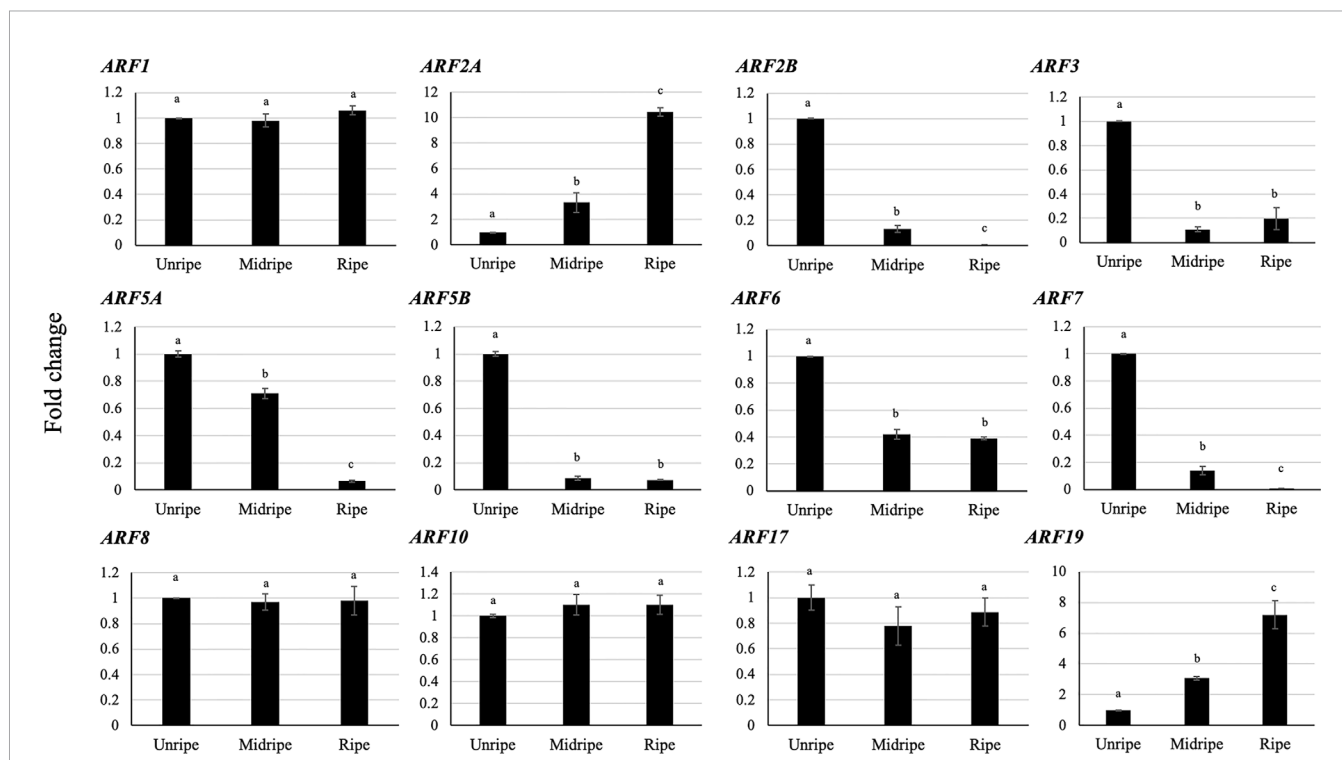 Fold change
ARF1
1.2
1
0.8
0.6
0.4
0.2
0
a
a
a
Unripe Midripe Ripe
ARF2A
12
10
8
6
4
2
0
a
b
c
Unripe Midripe Ripe
ARF2B
1.2
1
0.8
0.6
0.4
0.2
0
a
b
c
Unripe Midripe Ripe
ARF3
1.2
1
0.8
0.6
0.4
0.2
0
a
b
b
Unripe Midripe Ripe
ARF5A
1.2
1
0.8
0.6
0.4
0.2
0
a
b
c
Unripe Midripe Ripe
ARF5B
1.2
1
0.8
0.6
0.4
0.2
0
a
b
b
Unripe Midripe Ripe
ARF6
1.2
1
0.8
0.6
0.4
0.2
0
a
b
b
Unripe Midripe Ripe
ARF7
1.2
1
0.8
0.6
0.4
0.2
0
a
b
c
Unripe Midripe Ripe
ARF8
1.2
1
0.8
0.6
0.4
0.2
0
a
a
a
Unripe Midripe Ripe
ARF10
1.4
1.2
1
0.8
0.6
0.4
0.2
0
a
a
a
Unripe Midripe Ripe
ARF17
1.2
1
0.8
0.6
0.4
0.2
0
a
a
a
Unripe Midripe Ripe
ARF19
10
8
6
4
2
0
a
b
c
Unripe Midripe Ripe